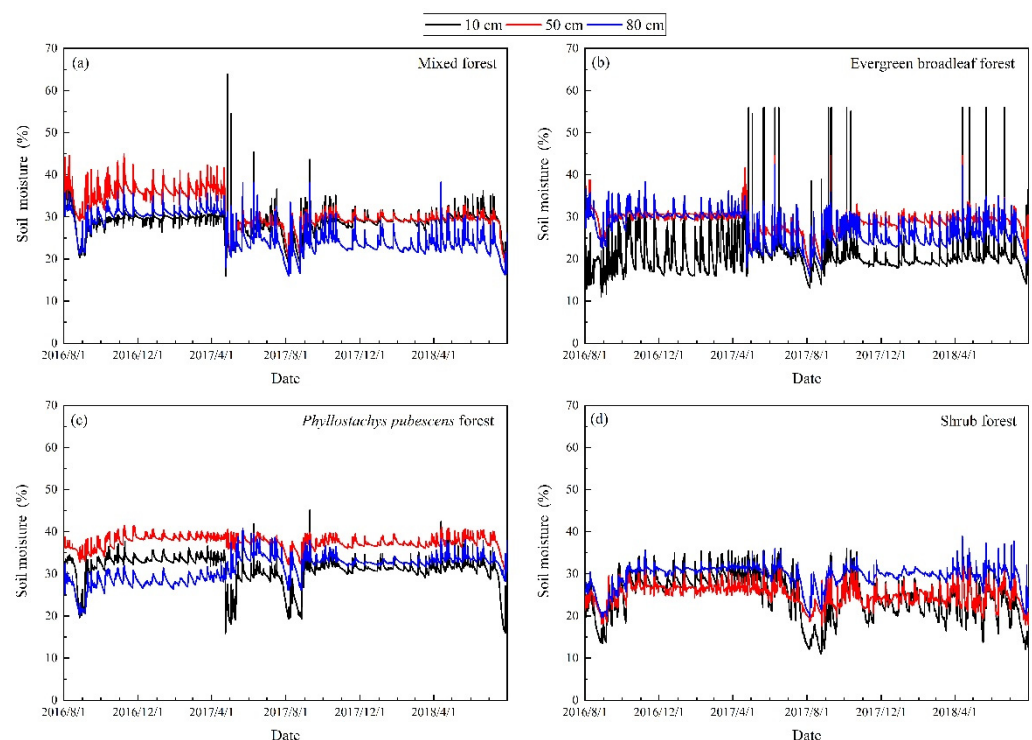 10 cm 50 cm 80 cm
(a) Mixed forest
70
60
50
40
30
20
10
0
Soil moisture (%)
2016/8/1 2016/12/1 2017/4/1 2017/8/1 2017/12/1 2018/4/1
Date
(b) Evergreen broadleaf forest
70
60
50
40
30
20
10
0
Soil moisture (%)
2016/8/1 2016/12/1 2017/4/1 2017/8/1 2017/12/1 2018/4/1
Date
(c) Phyllostachys pubescens forest
70
60
50
40
30
20
10
0
Soil moisture (%)
2016/8/1 2016/12/1 2017/4/1 2017/8/1 2017/12/1 2018/4/1
Date
(d) Shrub forest
70
60
50
40
30
20
10
0
Soil moisture (%)
2016/8/1 2016/12/1 2017/4/1 2017/8/1 2017/12/1 2018/4/1
Date